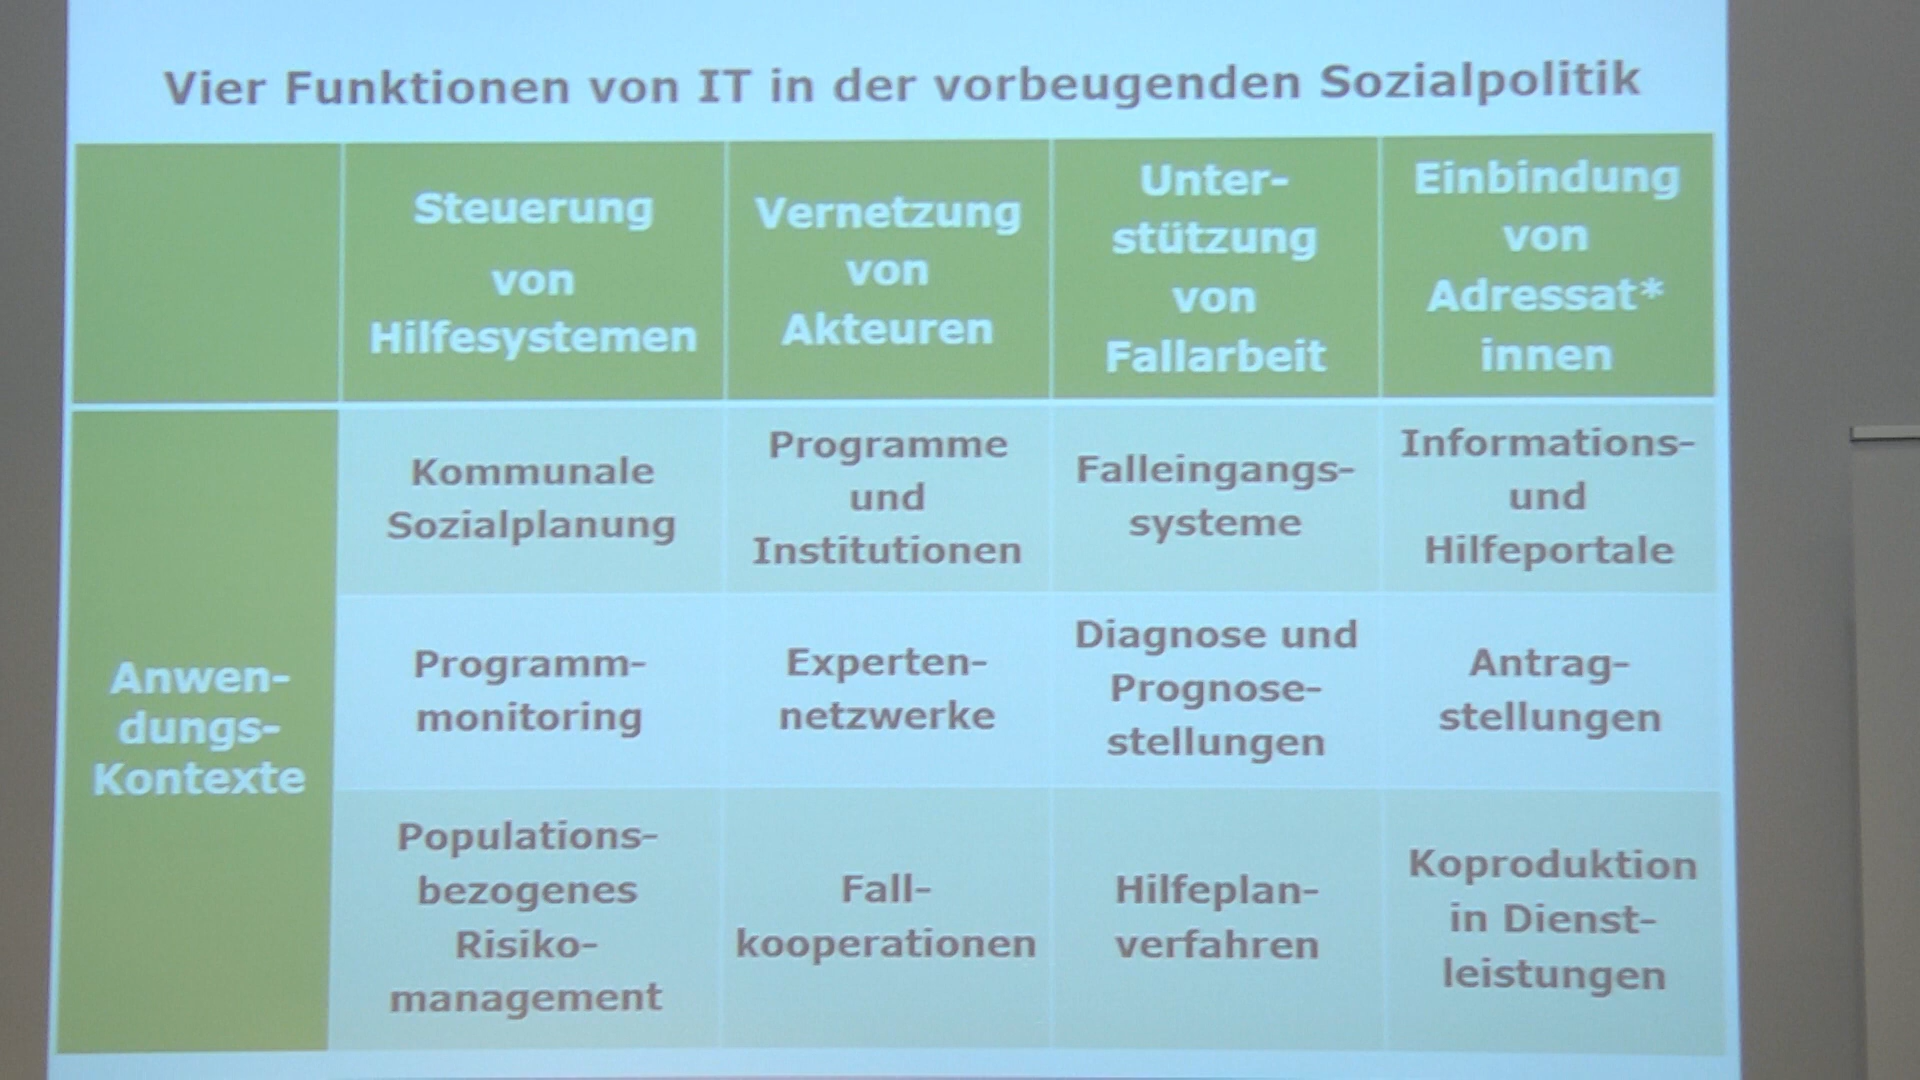 Vier Funktionen von IT in der vorbeugenden Sozialpolitik
Steuerung
von
Hilfesystemen
Vernetzung
von
Akteuren
Unter-
stützung
von
Fallarbeit
Einbindung
von
Adressat*
innen
Anwen-
dungs-
Kontexte
Kommunale
Sozialplanung
Programme
und
Institutionen
Falleingangs-
systeme
Informations-
und
Hilfeportale
Programm-
monitoring
Experten-
netzwerke
Diagnose und
Prognose-
stellungen
Antrag-
stellungen
Populations-
bezogenes
Risiko-
management
Fall-
kooperationen
Hilfeplan-
verfahren
Koproduktion
in Dienst-
leistungen